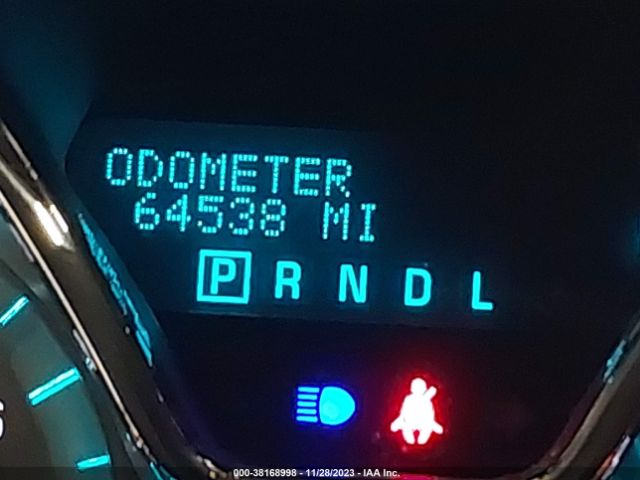 ODOMETER
64538 MI
P R N D L
000-38168998 - 11/28/2023 - IAA Inc.